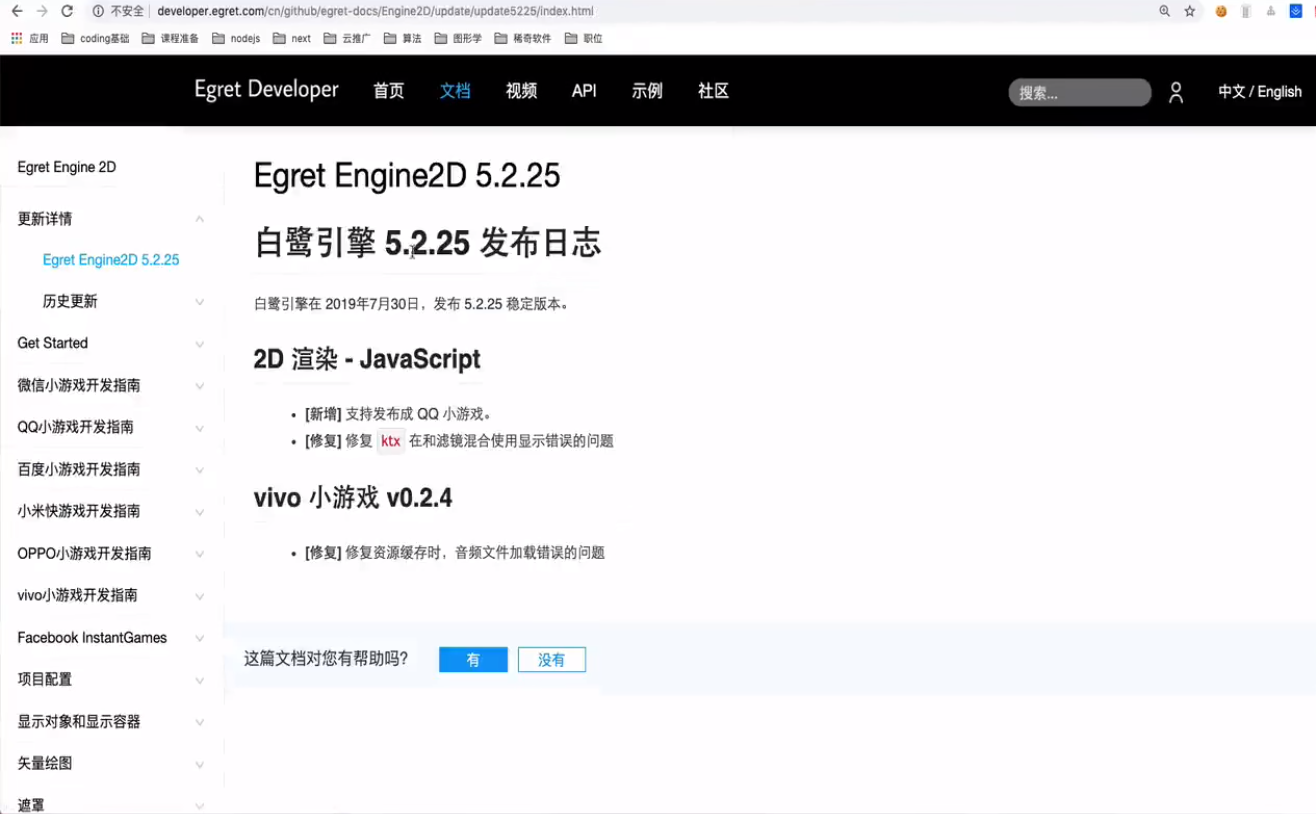 不安全 developer.egret.com/cn/github/egret-docs/Engine2D/update/update5225/index.html
应用 coding基础 课程准备 nodejs next 云推广 算法 图形学 稀奇软件 职位
Egret Developer 首页 文档 视频 API 示例 社区 搜索... 中文 / English
Egret Engine 2D
更新详情
Egret Engine2D 5.2.25
历史更新
Get Started
微信小游戏开发指南
QQ小游戏开发指南
百度小游戏开发指南
小米快游戏开发指南
OPPO小游戏开发指南
vivo小游戏开发指南
Facebook InstantGames
项目配置
显示对象和显示容器
矢量绘图
遮罩
Egret Engine2D 5.2.25
白鹭引擎 5.2.25 发布日志
白鹭引擎在 2019年7月30日，发布 5.2.25 稳定版本。
2D 渲染 - JavaScript
• [新增] 支持发布成 QQ 小游戏。
• [修复] 修复 ktx 在和滤镜混合使用显示错误的问题
vivo 小游戏 v0.2.4
• [修复] 修复资源缓存时，音频文件加载错误的问题
这篇文档对您有帮助吗? 有 没有